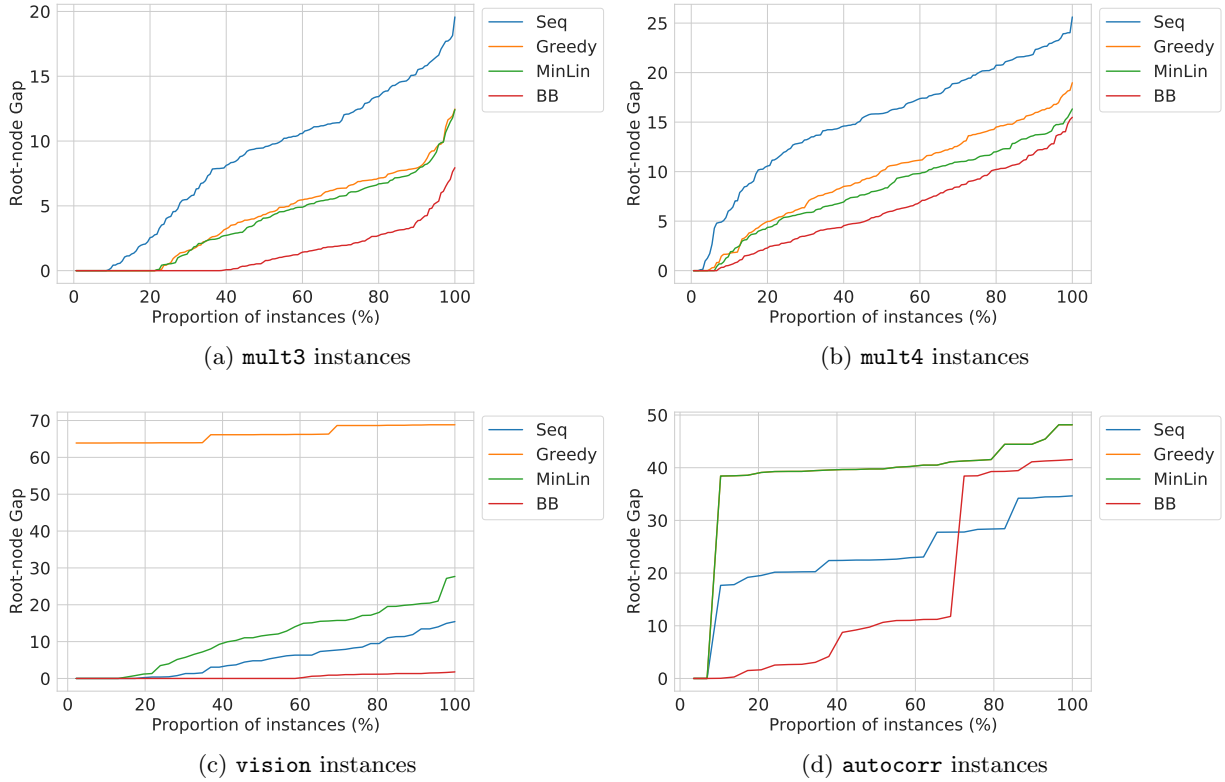 20
15
10
5
0
Root-node Gap
0 20 40 60 80 100
Proportion of instances (%)
Seq
Greedy
MinLin
BB
(a) mult3 instances
25
20
15
10
5
0
Root-node Gap
0 20 40 60 80 100
Proportion of instances (%)
Seq
Greedy
MinLin
BB
(b) mult4 instances
70
60
50
40
30
20
10
0
Root-node Gap
0 20 40 60 80 100
Proportion of instances (%)
Seq
Greedy
MinLin
BB
(c) vision instances
50
40
30
20
10
0
Root-node Gap
0 20 40 60 80 100
Proportion of instances (%)
Seq
Greedy
MinLin
BB
(d) autocorr instances